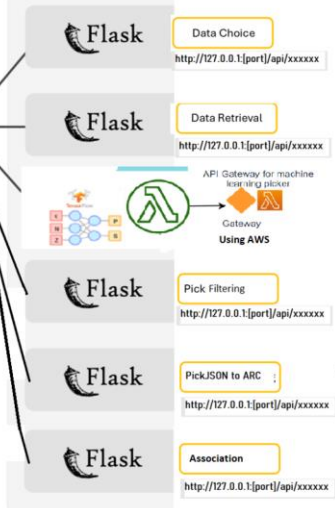 Flask
Data Choice
http://127.0.0.1:[port]/api/xxxxxx
Flask
Data Retrieval
http://127.0.0.1:[port]/api/xxxxxx
API Gateway for machine
learning picker
TensorFlow
E
N
Z
P
S
Gateway
Using AWS
Flask
Pick Filtering
http://127.0.0.1:[port]/api/xxxxxx
Flask
PickJSON to ARC
http://127.0.0.1:[port]/api/xxxxxx
Flask
Association
http://127.0.0.1:[port]/api/xxxxxx